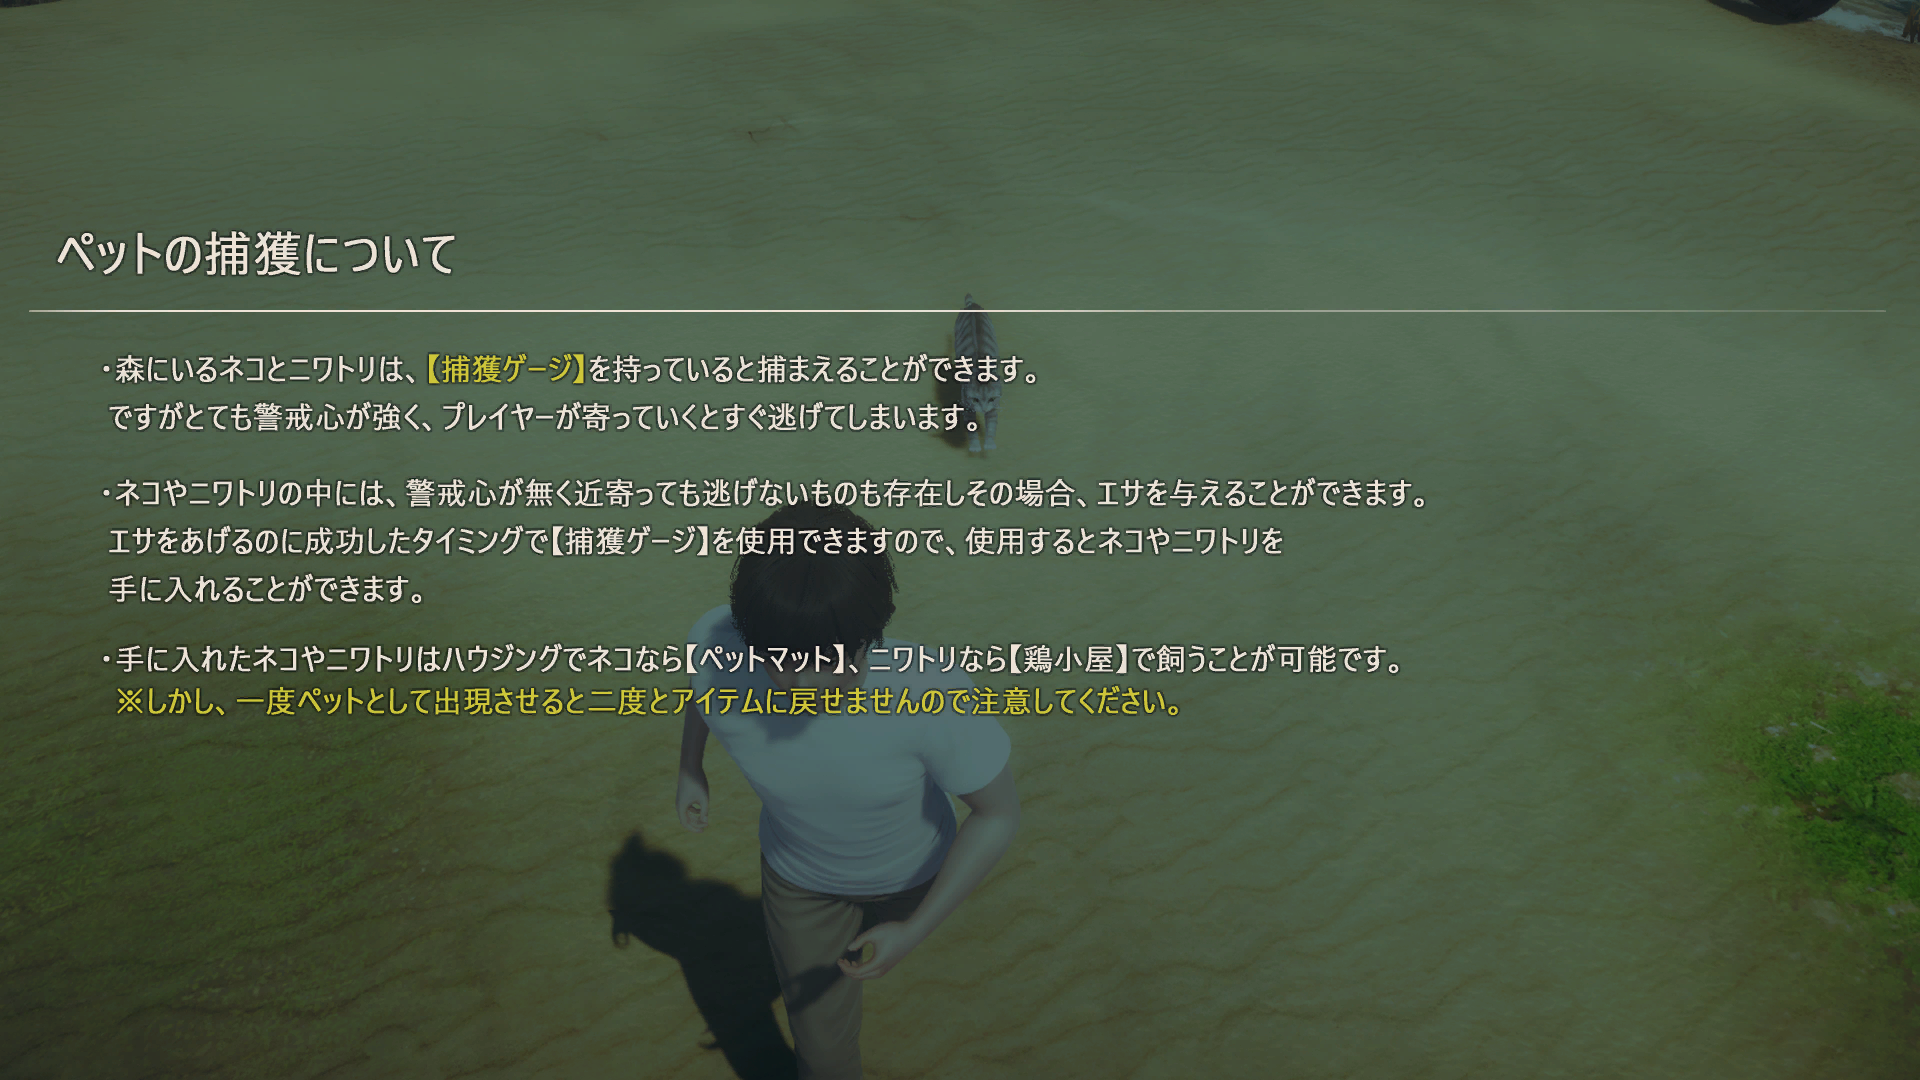 ペットの捕獲について
・森にいるネコとニワトリは、【捕獲ゲージ】を持っていると捕まえることができます。
ですがとても警戒心が強く、プレイヤーが寄っていくとすぐ逃げてしまいます。
・ネコやニワトリの中には、警戒心が無く近寄っても逃げないものも存在しその場合、エサを与えることができます。
エサをあげるのに成功したタイミングで【捕獲ゲージ】を使用できますので、使用するとネコやニワトリを
手に入れることができます。
・手に入れたネコやニワトリはハウジングでネコなら【ペットマット】、ニワトリなら【鶏小屋】で飼うことが可能です。
※しかし、一度ペットとして出現させると二度とアイテムに戻せませんので注意してください。